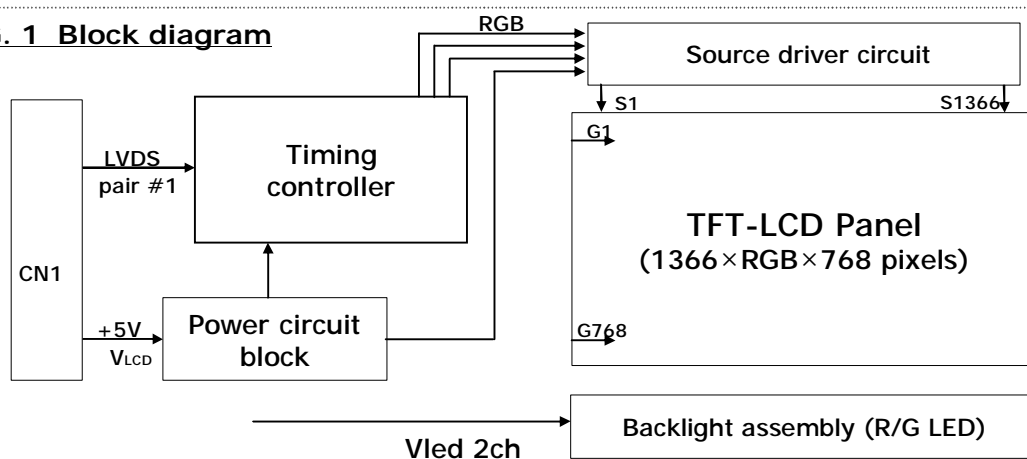 . 1 Block diagram
RGB
Source driver circuit
S1
S1366
G1
LVDS
pair #1
Timing
controller
TFT-LCD Panel
(1366×RGB×768 pixels)
CN1
+5V
VLCD
Power circuit
block
G768
Backlight assembly (R/G LED)
Vled 2ch